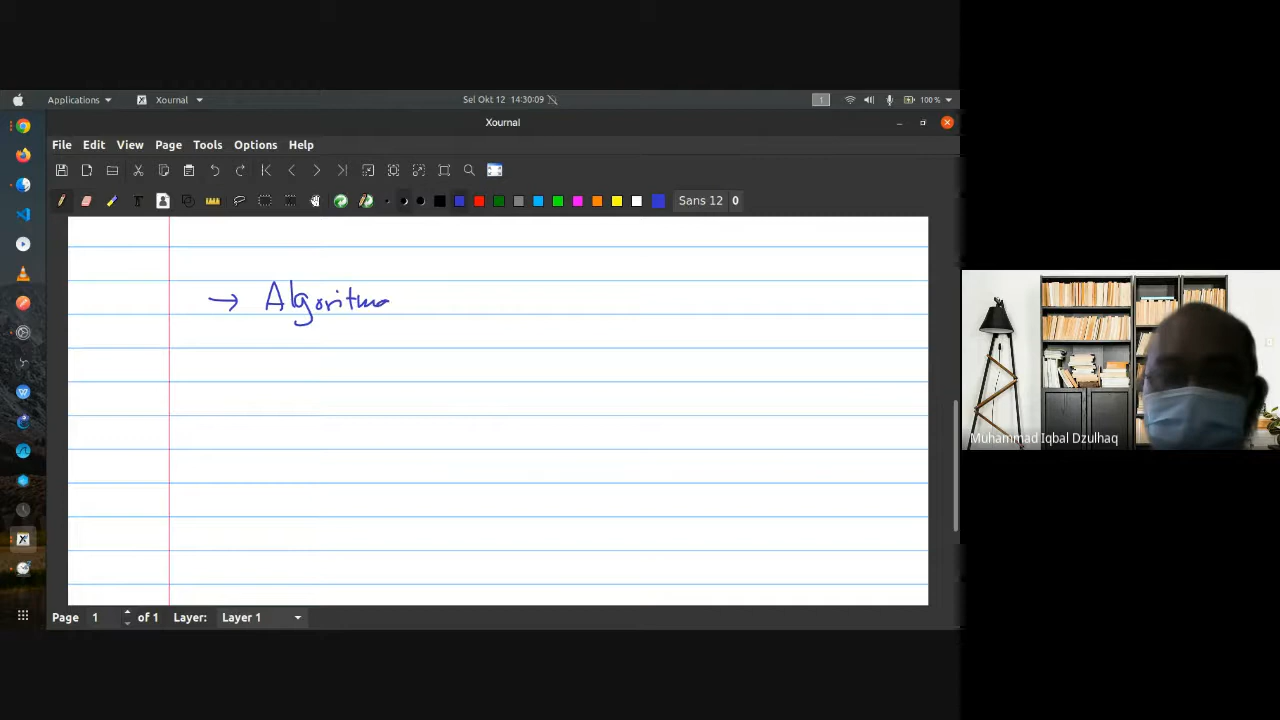 Applications Xournal Sel Okt 12 14:30:09 1 100 %
Xournal
File Edit View Page Tools Options Help
Sans 12 0
→ Algoritma
Muhammad Iqbal Dzulhaq
Page 1 of 1 Layer: Layer 1